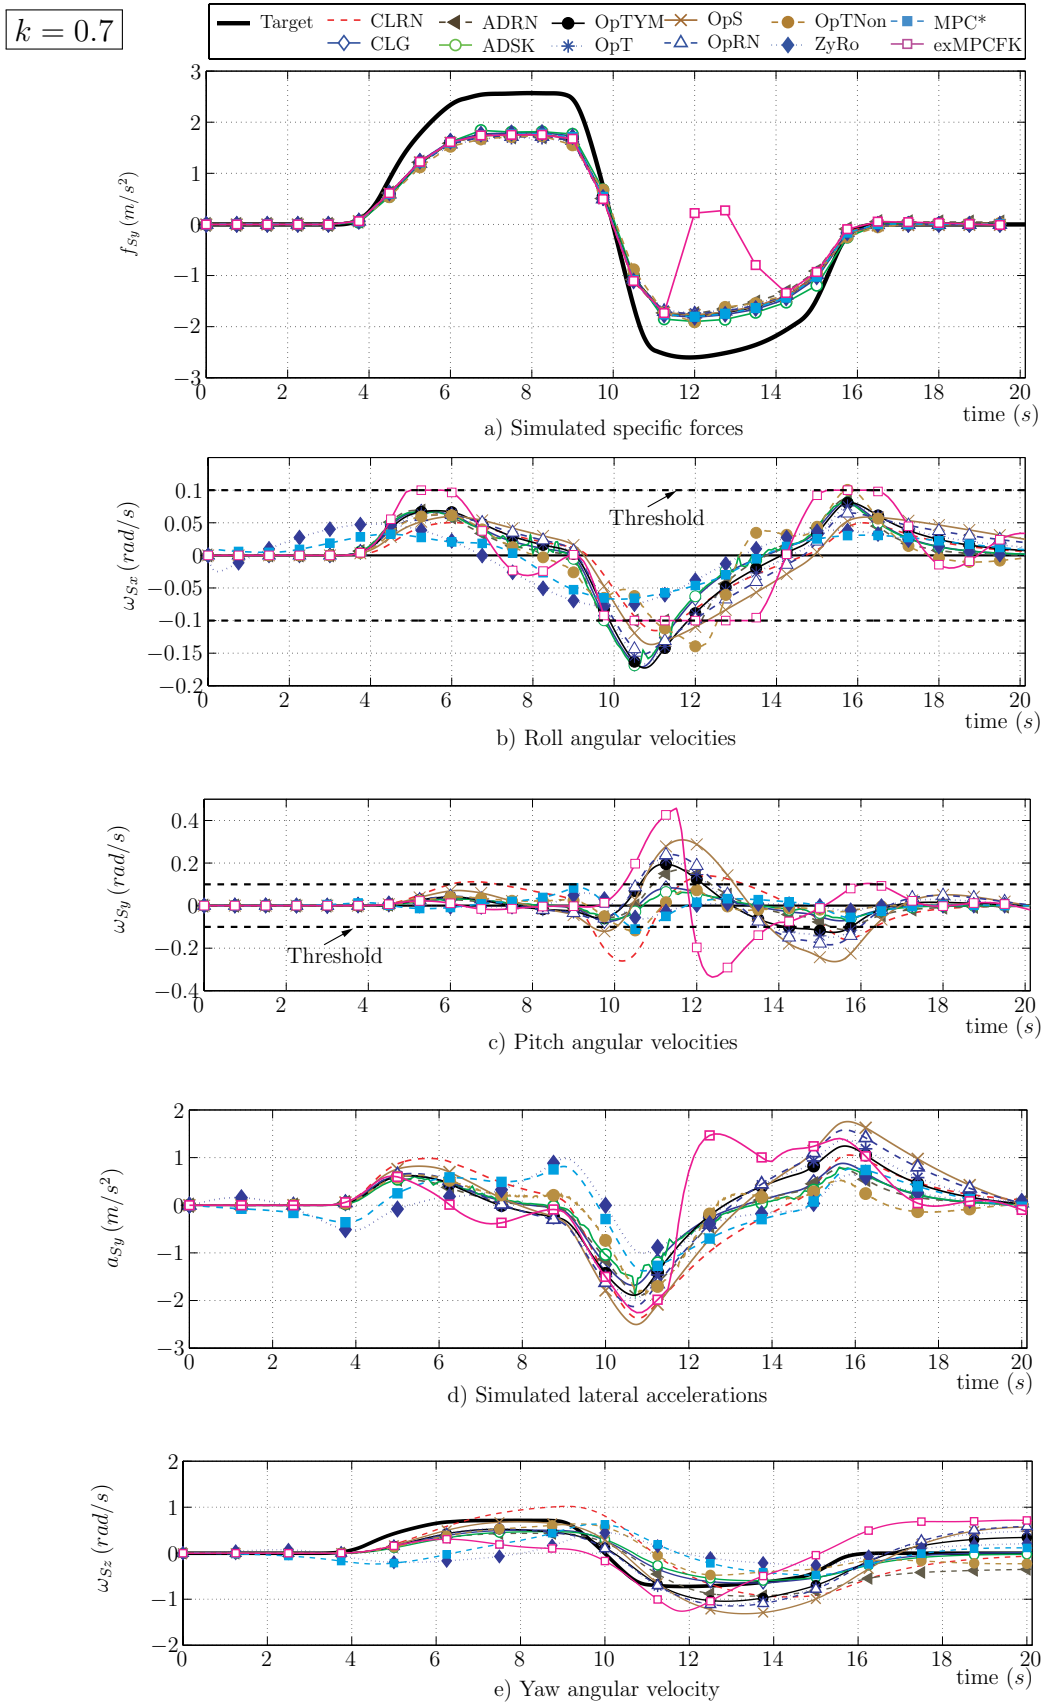 k = 0.7
Target CLRN ADRN OpTYM OpS OpTNon MPC*
CLG ADSK OpT OpRN ZyRo exMPCFK
3
2
1
0
−1
−2
−3
f_Sy (m/s²)
0 2 4 6 8 10 12 14 16 18 20
time (s)
a) Simulated specific forces
0.1
0.05
0
−0.05
−0.1
−0.15
−0.2
ω_Sx (rad/s)
Threshold
0 2 4 6 8 10 12 14 16 18 20
time (s)
b) Roll angular velocities
0.4
0.2
0
−0.2
−0.4
ω_Sy (rad/s)
Threshold
0 2 4 6 8 10 12 14 16 18 20
time (s)
c) Pitch angular velocities
2
1
0
−1
−2
−3
a_Sy (m/s²)
0 2 4 6 8 10 12 14 16 18 20
time (s)
d) Simulated lateral accelerations
2
1
0
−1
−2
ω_Sz (rad/s)
0 2 4 6 8 10 12 14 16 18 20
time (s)
e) Yaw angular velocity